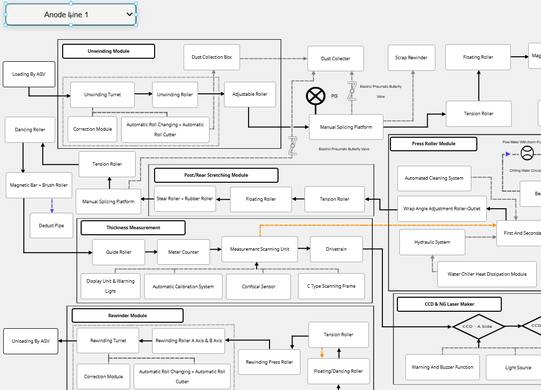 Anode Line 1
Unwinding Module
Dust Collection Box
Dust Collecter
Scrap Rewinder
Floating Roller
Mag
Loading By AGV
Unwinding Turret
Unwinding Roller
Adjustable Roller
PG
Electric Pneumatic Butterfly
Valve
Correction Module
Automatic Roll Changing + Automatic
Roll Cutter
Manual Splicing Platform
Tension Roller
Dancing Roller
Electric Pneumatic Butterfly Valve
Press Roller Module
Tension Roller
Post/Rear Stretching Module
Automated Cleaning System
Magnetic Bar + Brush Roller
Manual Splicing Platform
Steal Roller + Rubber Roller
Floating Roller
Tension Roller
Wrap Angle Adjustment Roller-Outlet
Be
Dedust Pipe
Thickness Measurement
First And Seconda
Guide Roller
Meter Counter
Measurement Scanning Unit
Drivetrain
Hydraulic System
Water Chiller Heat Dissipation Module
Display Unit & Warning
Light
Automatic Calibration System
Confocal Sensor
C Type Scanning Frame
CCD & NG Laser Maker
Rewinder Module
CCD - A Side
CCD -
Unloading By AGV
Rewinding Turret
Rewinding Roller A Axis & B Axis
Tension Roller
Rewinding Press Roller
Floating/Dancing Roller
Warning And Buzzer Function
Light Source
Correction Module
Automatic Roll Changing + Automatic
Roll Cutter